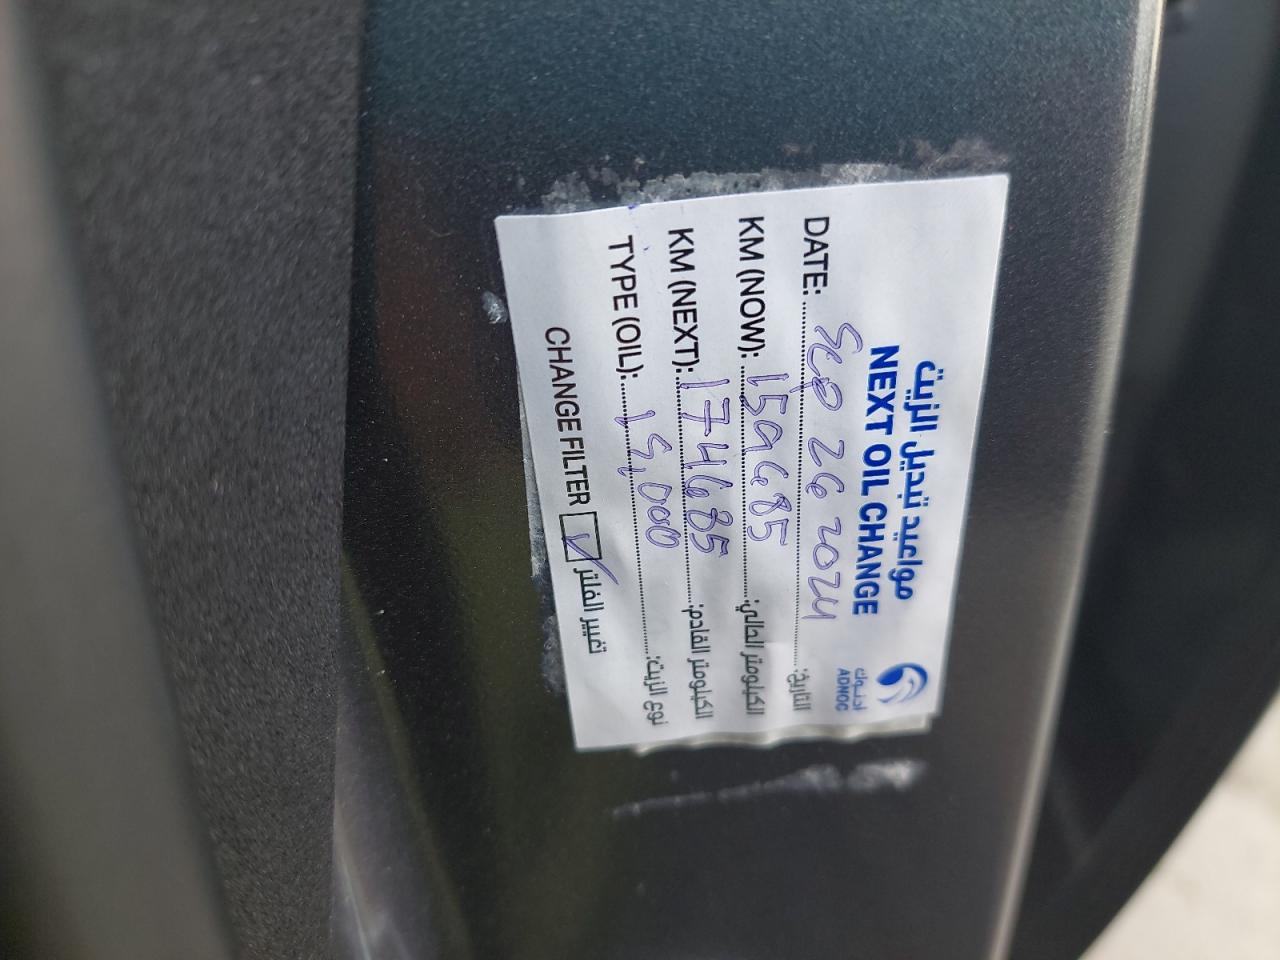 مواعيد تبديل الزيت
NEXT OIL CHANGE
أدنوك
ADNOC
DATE: Sep 26 2024 التاريخ:
KM (NOW): 159685 الكيلومتر الحالي:
KM (NEXT): 174685 الكيلومتر القادم:
TYPE (OIL): 15,000 نوع الزيت:
CHANGE FILTER ✓ تغيير الفلتر